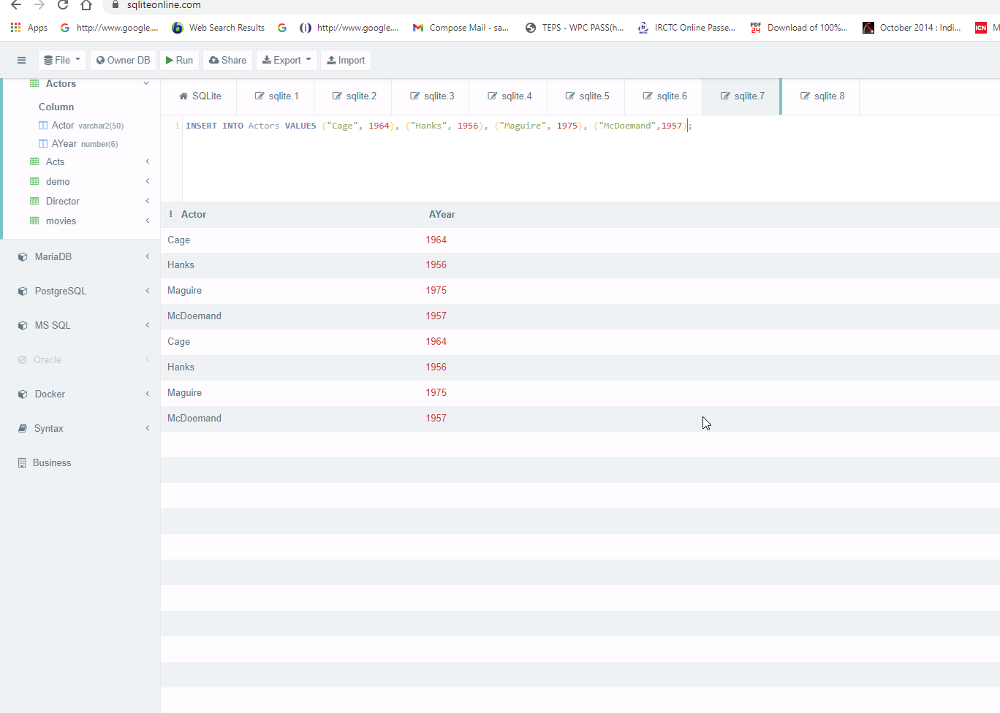 sqliteonline.com
Apps http://www.google.... Web Search Results http://www.google.... Compose Mail - sa... TEPS - WPC PASS(h... IRCTC Online Passe... PDF 24 Download of 100%... October 2014 : Indi... ICN M
File Owner DB Run Share Export Import
Actors
Column
Actor varchar2(50)
AYear number(6)
Acts
demo
Director
movies
MariaDB
PostgreSQL
MS SQL
Oracle
Docker
Syntax
Business
SQLite sqlite.1 sqlite.2 sqlite.3 sqlite.4 sqlite.5 sqlite.6 sqlite.7 sqlite.8
1 INSERT INTO Actors VALUES ("Cage", 1964), ("Hanks", 1956), ("Maguire", 1975), ("McDoemand",1957);
Actor AYear
Cage 1964
Hanks 1956
Maguire 1975
McDoemand 1957
Cage 1964
Hanks 1956
Maguire 1975
McDoemand 1957